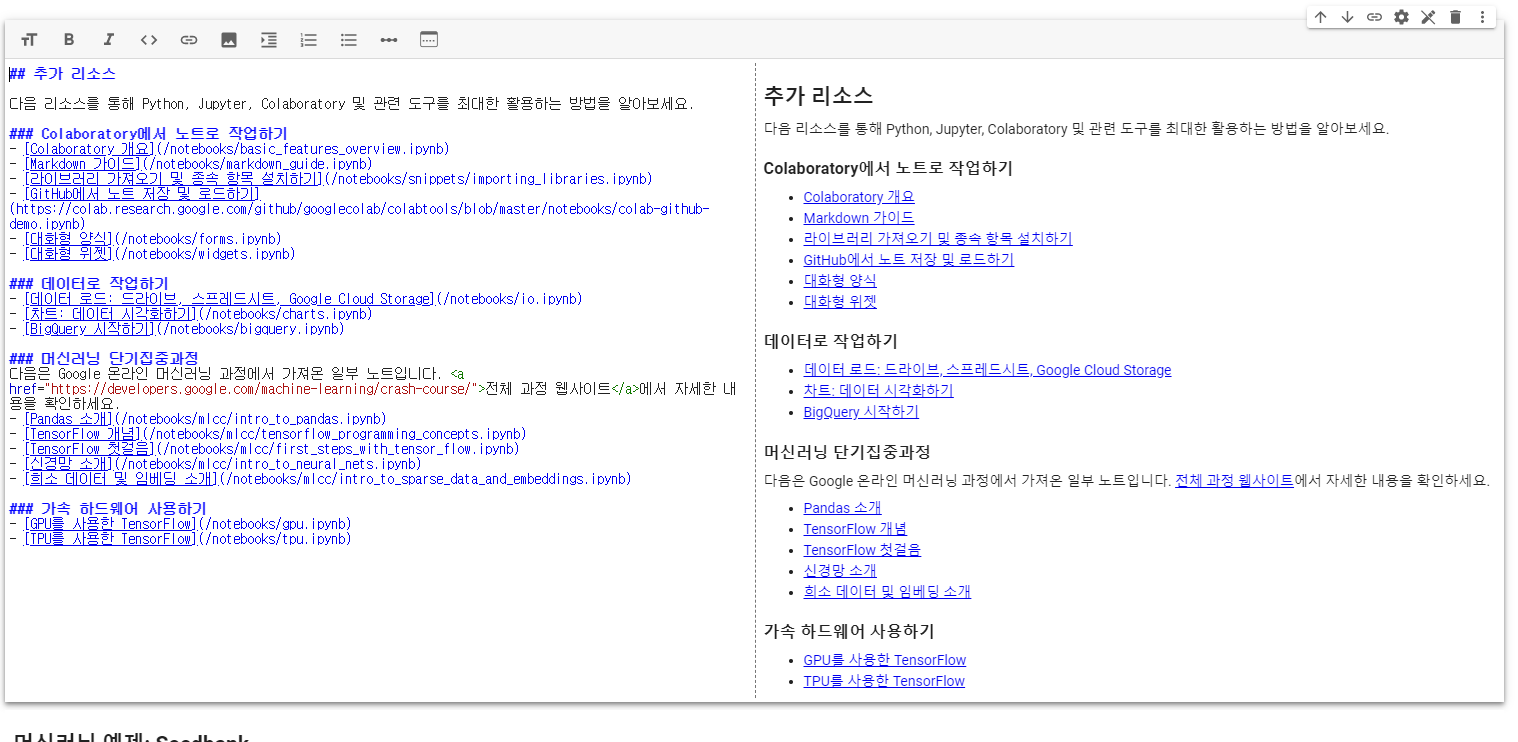 ## 추가 리소스
다음 리소스를 통해 Python, Jupyter, Colaboratory 및 관련 도구를 최대한 활용하는 방법을 알아보세요.
### Colaboratory에서 노트로 작업하기
- [Colaboratory 개요](/notebooks/basic_features_overview.ipynb)
- [Markdown 가이드](/notebooks/markdown_guide.ipynb)
- [라이브러리 가져오기 및 종속 항목 설치하기](/notebooks/snippets/importing_libraries.ipynb)
- [GitHub에서 노트 저장 및 로드하기]
(https://colab.research.google.com/github/googlecolab/colabtools/blob/master/notebooks/colab-github-
demo.ipynb)
- [대화형 양식](/notebooks/forms.ipynb)
- [대화형 위젯](/notebooks/widgets.ipynb)
### 데이터로 작업하기
- [데이터 로드: 드라이브, 스프레드시트, Google Cloud Storage](/notebooks/io.ipynb)
- [차트: 데이터 시각화하기](/notebooks/charts.ipynb)
- [BigQuery 시작하기](/notebooks/bigquery.ipynb)
### 머신러닝 단기집중과정
다음은 Google 온라인 머신러닝 과정에서 가져온 일부 노트입니다. <a
href="https://developers.google.com/machine-learning/crash-course/">전체 과정 웹사이트</a>에서 자세한 내
용을 확인하세요.
- [Pandas 소개](/notebooks/mlcc/intro_to_pandas.ipynb)
- [TensorFlow 개념](/notebooks/mlcc/tensorflow_programming_concepts.ipynb)
- [TensorFlow 첫걸음](/notebooks/mlcc/first_steps_with_tensor_flow.ipynb)
- [신경망 소개](/notebooks/mlcc/intro_to_neural_nets.ipynb)
- [희소 데이터 및 임베딩 소개](/notebooks/mlcc/intro_to_sparse_data_and_embeddings.ipynb)
### 가속 하드웨어 사용하기
- [GPU를 사용한 TensorFlow](/notebooks/gpu.ipynb)
- [TPU를 사용한 TensorFlow](/notebooks/tpu.ipynb)
추가 리소스
다음 리소스를 통해 Python, Jupyter, Colaboratory 및 관련 도구를 최대한 활용하는 방법을 알아보세요.
Colaboratory에서 노트로 작업하기
• Colaboratory 개요
• Markdown 가이드
• 라이브러리 가져오기 및 종속 항목 설치하기
• GitHub에서 노트 저장 및 로드하기
• 대화형 양식
• 대화형 위젯
데이터로 작업하기
• 데이터 로드: 드라이브, 스프레드시트, Google Cloud Storage
• 차트: 데이터 시각화하기
• BigQuery 시작하기
머신러닝 단기집중과정
다음은 Google 온라인 머신러닝 과정에서 가져온 일부 노트입니다. 전체 과정 웹사이트에서 자세한 내용을 확인하세요.
• Pandas 소개
• TensorFlow 개념
• TensorFlow 첫걸음
• 신경망 소개
• 희소 데이터 및 임베딩 소개
가속 하드웨어 사용하기
• GPU를 사용한 TensorFlow
• TPU를 사용한 TensorFlow
머신러닝 예제: Seedbank